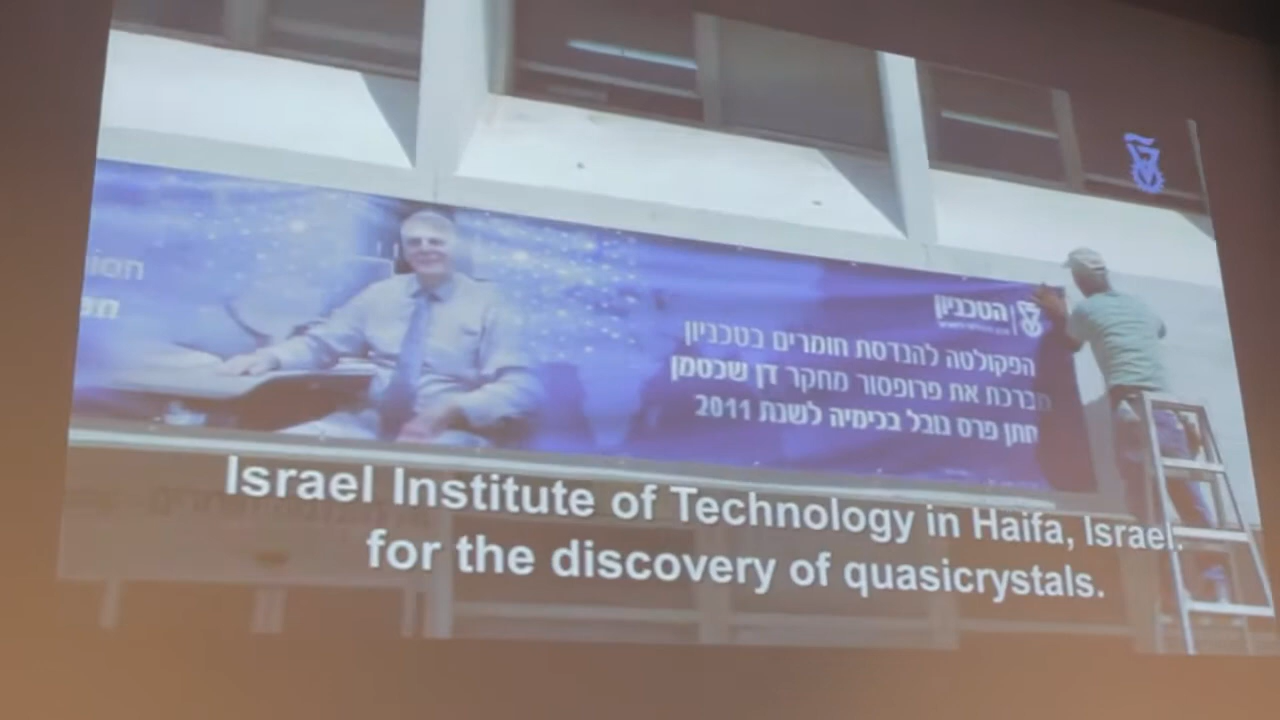 הטכניון
הפקולטה להנדסת חומרים בטכניון
מברכת את פרופסור מחקר דן שכטמן
חתן פרס נובל בכימיה לשנת 2011
Israel Institute of Technology in Haifa, Israel.
for the discovery of quasicrystals.